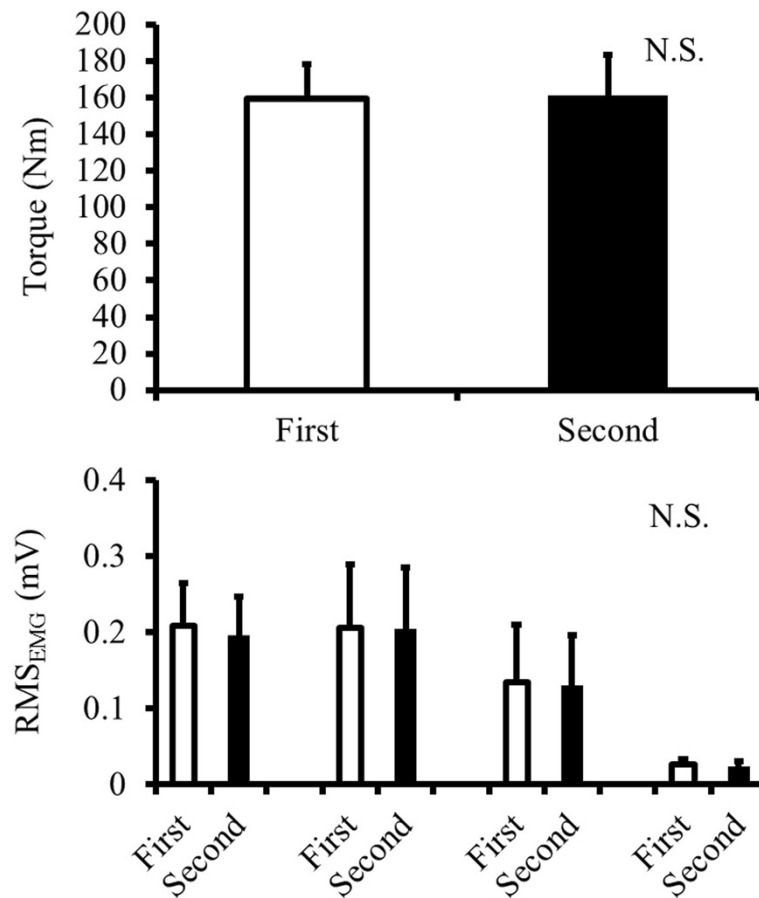 200
180
160
140
120
100
80
60
40
20
0
Torque (Nm)
N.S.
First Second
0.4
0.3
0.2
0.1
0
RMS_EMG (mV)
N.S.
First Second First Second First Second First Second